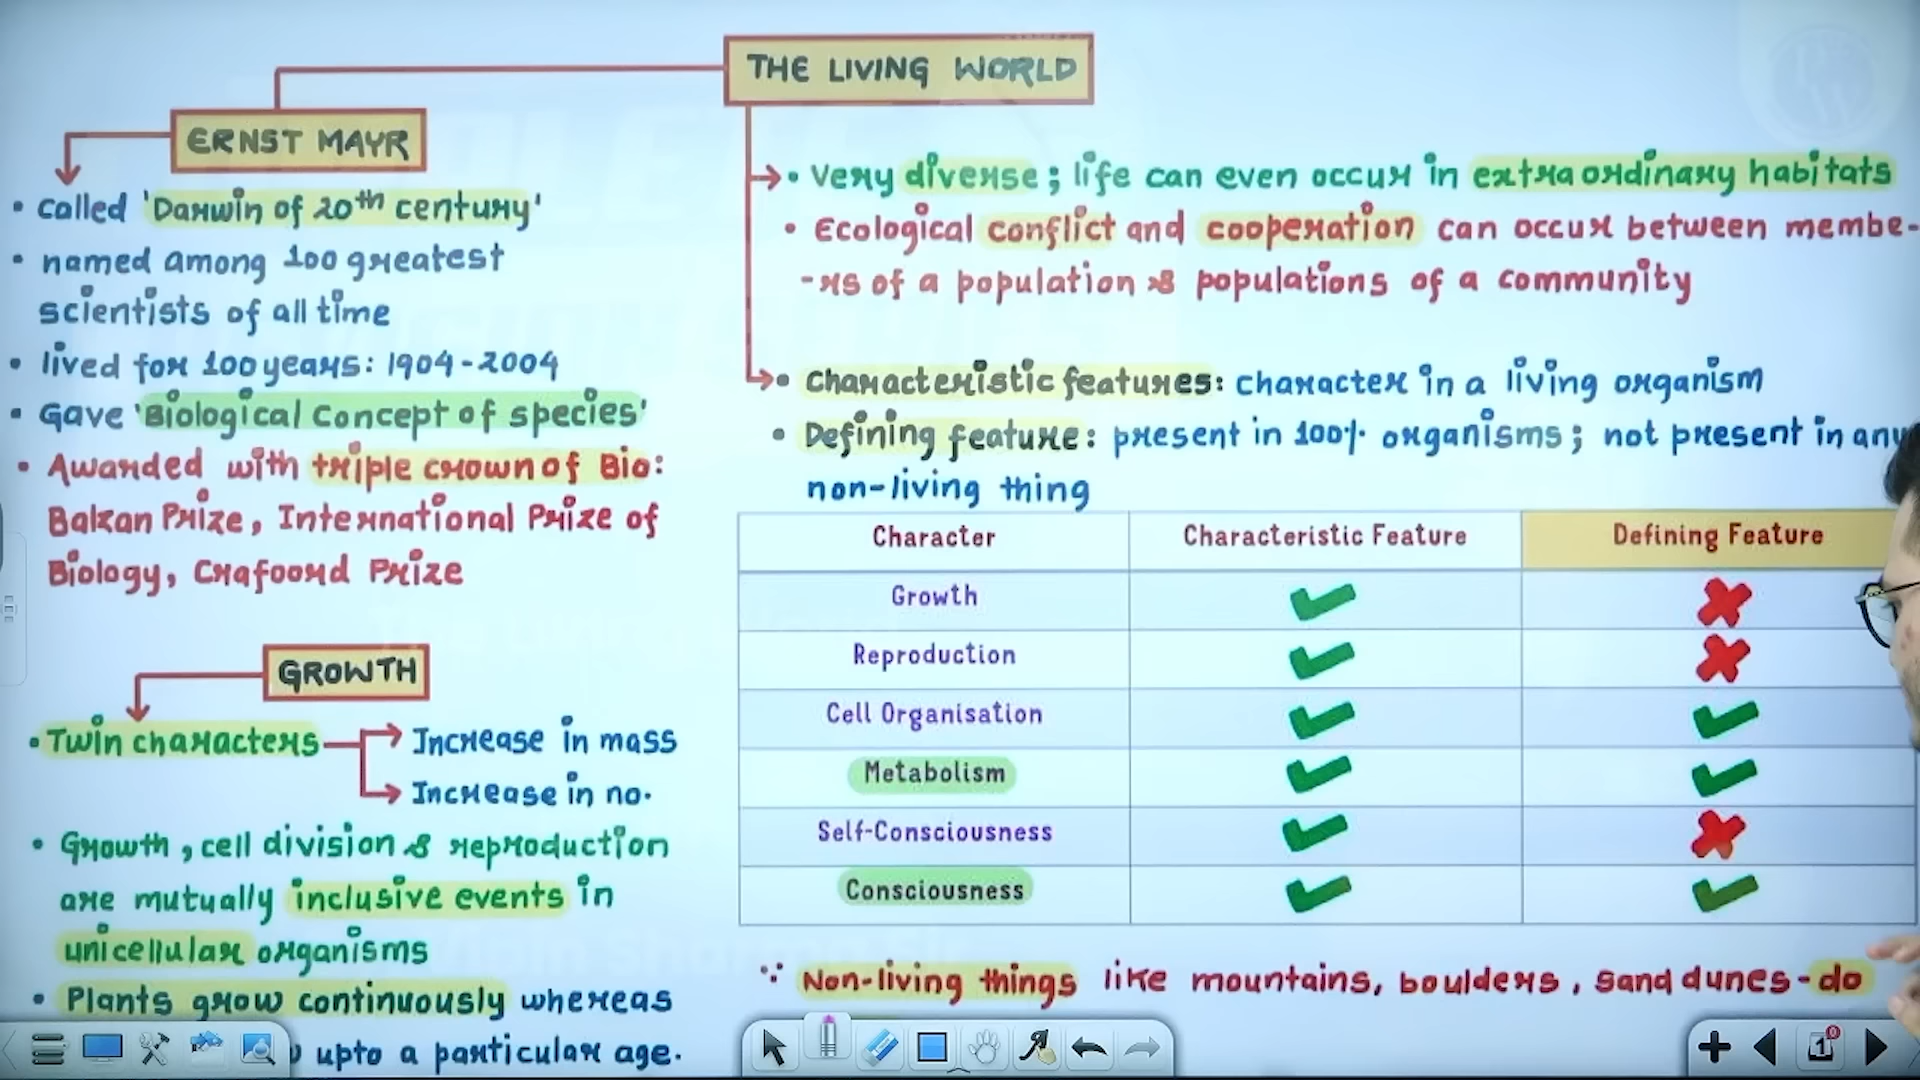 THE LIVING WORLD
ERNST MAYR
• called 'Darwin of 20th century'
• named among 100 greatest
scientists of all time
• lived for 100 years: 1904-2004
• Gave 'Biological Concept of species'
• Awarded with triple crown of Bio:
Balzan Prize, International Prize of
Biology, Crafoord Prize
GROWTH
• Twin characters
Increase in mass
Increase in no.
• Growth, cell division & reproduction
are mutually inclusive events in
unicellular organisms
• Plants grow continuously whereas
upto a particular age.
• Very diverse; life can even occur in extraordinary habitats
• Ecological conflict and cooperation can occur between membe-
-rs of a population & populations of a community
• Characteristic features: character in a living organism
• Defining feature: present in 100% organisms; not present in any
non-living thing
Character Characteristic Feature Defining Feature
Growth ✔ ✘
Reproduction ✔ ✘
Cell Organisation ✔ ✔
Metabolism ✔ ✔
Self-Consciousness ✔ ✘
Consciousness ✔ ✔
∵ Non-living things like mountains, boulders, sand dunes - do
1
0